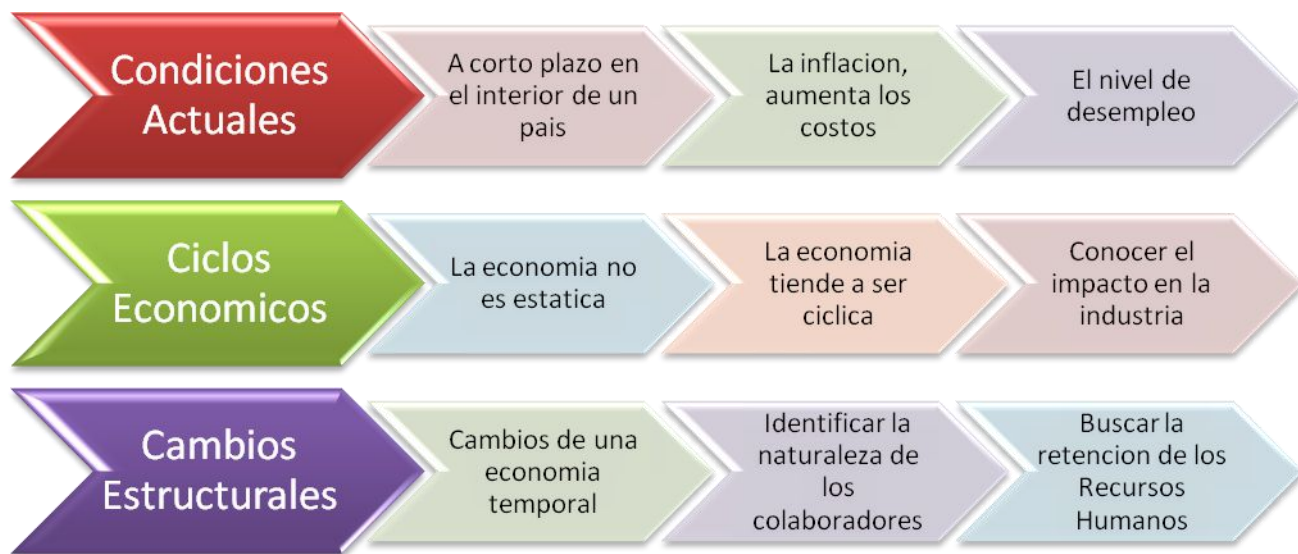 Condiciones
Actuales
A corto plazo en
el interior de un
pais
La inflacion,
aumenta los
costos
El nivel de
desempleo
Ciclos
Economicos
La economia no
es estatica
La economia
tiende a ser
ciclica
Conocer el
impacto en la
industria
Cambios
Estructurales
Cambios de una
economia
temporal
Identificar la
naturaleza de
los
colaboradores
Buscar la
retencion de los
Recursos
Humanos